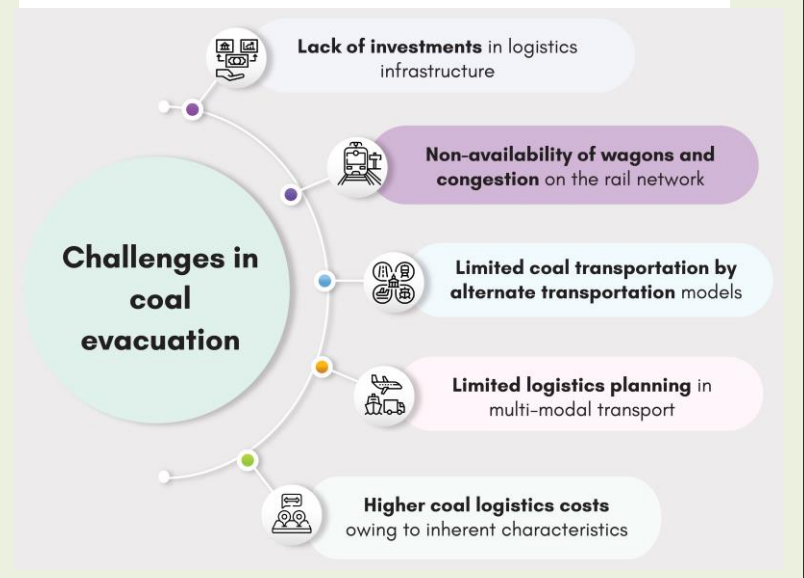 Lack of investments in logistics
infrastructure
Non-availability of wagons and
congestion on the rail network
Challenges in
coal
evacuation
Limited coal transportation by
alternate transportation models
Limited logistics planning in
multi-modal transport
Higher coal logistics costs
owing to inherent characteristics